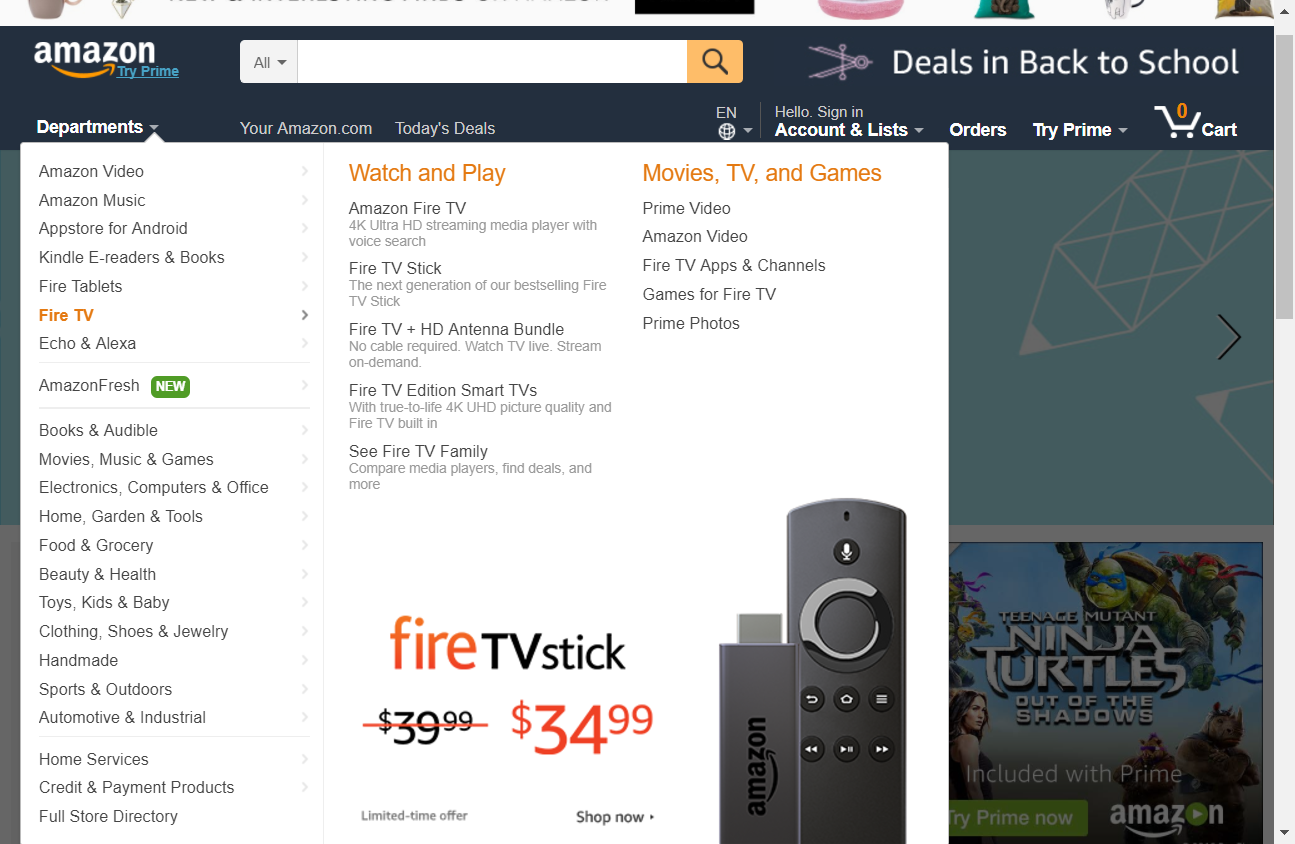 amazon
Try Prime
All
Deals in Back to School
Departments
Your Amazon.com
Today's Deals
EN
Hello. Sign in
Account & Lists
Orders
Try Prime
0
Cart
Amazon Video
Amazon Music
Appstore for Android
Kindle E-readers & Books
Fire Tablets
Fire TV
Echo & Alexa
AmazonFresh NEW
Books & Audible
Movies, Music & Games
Electronics, Computers & Office
Home, Garden & Tools
Food & Grocery
Beauty & Health
Toys, Kids & Baby
Clothing, Shoes & Jewelry
Handmade
Sports & Outdoors
Automotive & Industrial
Home Services
Credit & Payment Products
Full Store Directory
Watch and Play
Amazon Fire TV
4K Ultra HD streaming media player with
voice search
Fire TV Stick
The next generation of our bestselling Fire
TV Stick
Fire TV + HD Antenna Bundle
No cable required. Watch TV live. Stream
on-demand.
Fire TV Edition Smart TVs
With true-to-life 4K UHD picture quality and
Fire TV built in
See Fire TV Family
Compare media players, find deals, and
more
Movies, TV, and Games
Prime Video
Amazon Video
Fire TV Apps & Channels
Games for Fire TV
Prime Photos
fireTVstick
$3999 $3499
Limited-time offer
Shop now
amazon
TEENAGE MUTANT
NINJA
TURTLES
OUT OF THE
SHADOWS
Included with Prime
Try Prime now
amazon